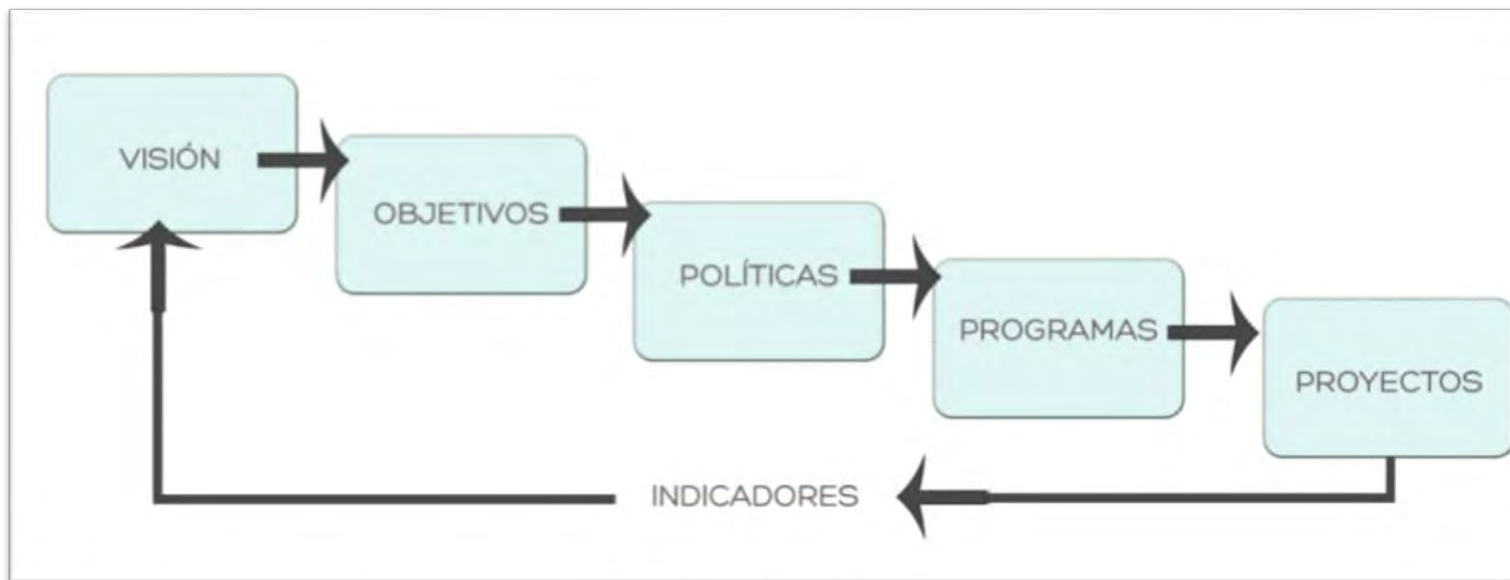 VISIÓN
OBJETIVOS
POLÍTICAS
PROGRAMAS
PROYECTOS
INDICADORES